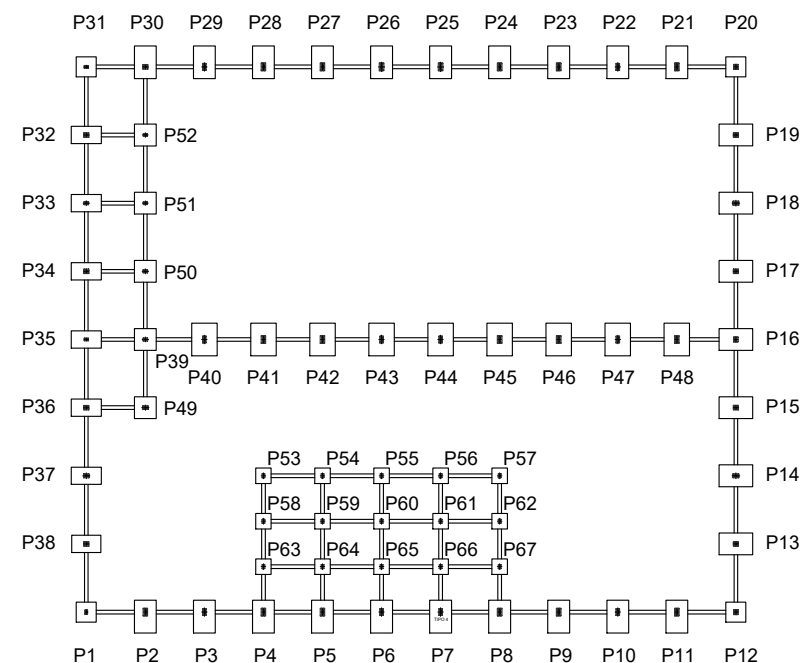 P31 P30 P29 P28 P27 P26 P25 P24 P23 P22 P21 P20
P32 P52 P19
P33 P51 P18
P34 P50 P17
P35 P16
P39
P40 P41 P42 P43 P44 P45 P46 P47 P48
P36 P49 P15
P53 P54 P55 P56 P57
P37 P14
P58 P59 P60 P61 P62
P38 P13
P63 P64 P65 P66 P67
TIPO 4
P1 P2 P3 P4 P5 P6 P7 P8 P9 P10 P11 P12